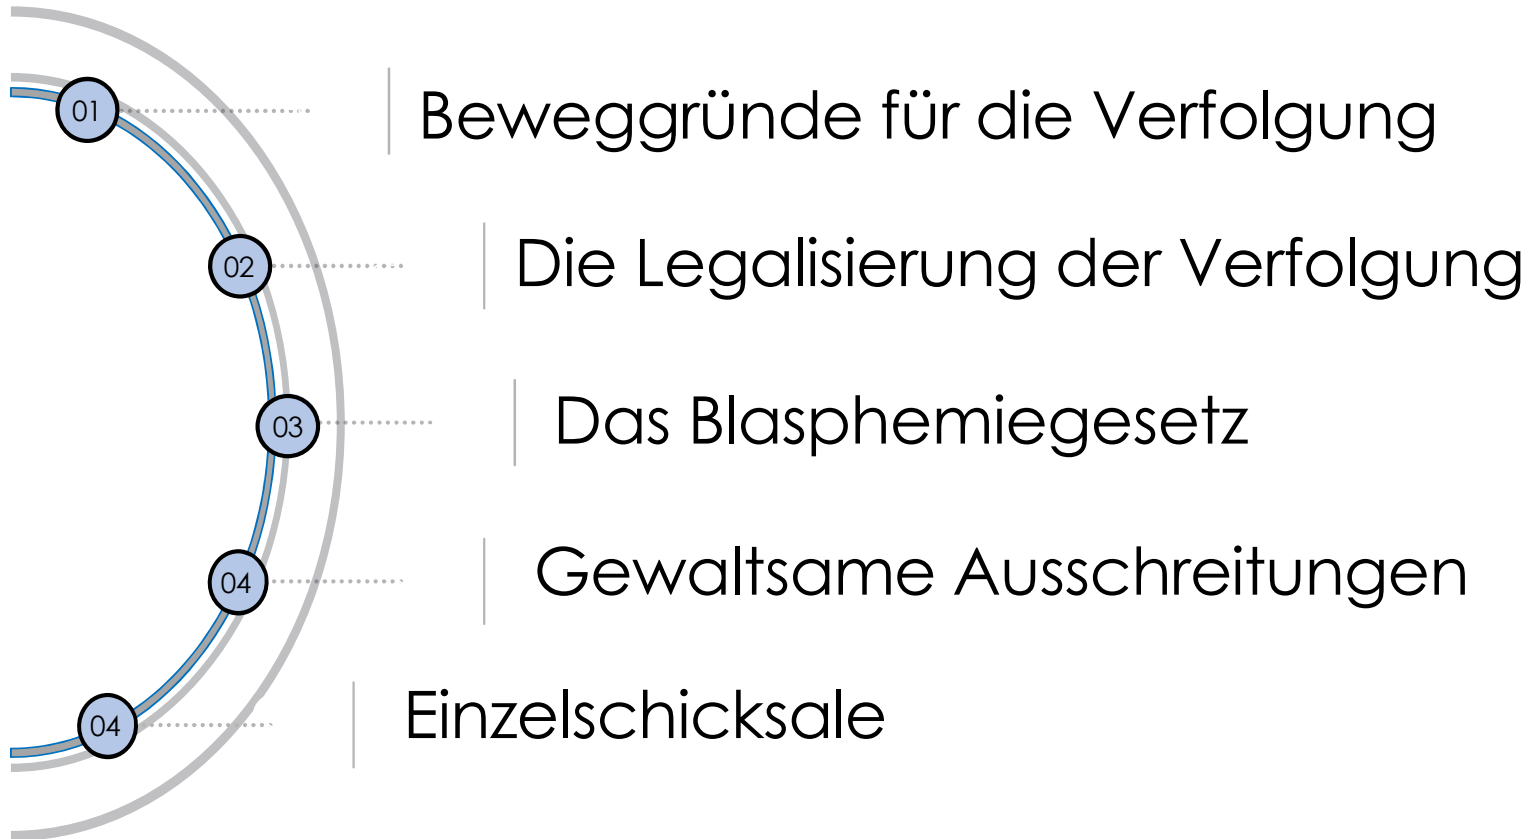 01 Beweggründe für die Verfolgung
02 Die Legalisierung der Verfolgung
03 Das Blasphemiegesetz
04 Gewaltsame Ausschreitungen
04 Einzelschicksale